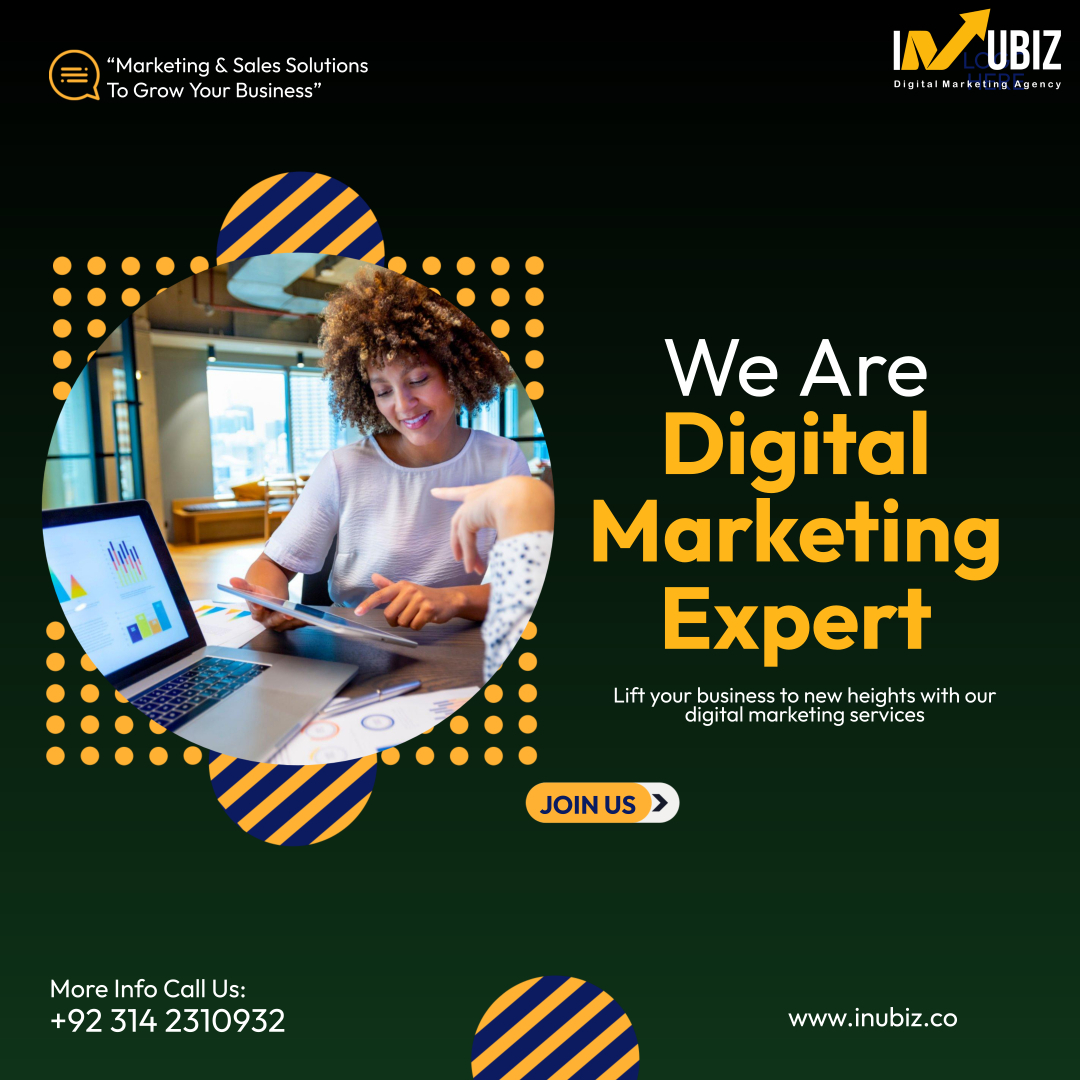 “Marketing & Sales Solutions
To Grow Your Business”
INUBIZ
Digital Marketing Agency
We Are
Digital
Marketing
Expert
Lift your business to new heights with our
digital marketing services
JOIN US
More Info Call Us:
+92 314 2310932
www.inubiz.co